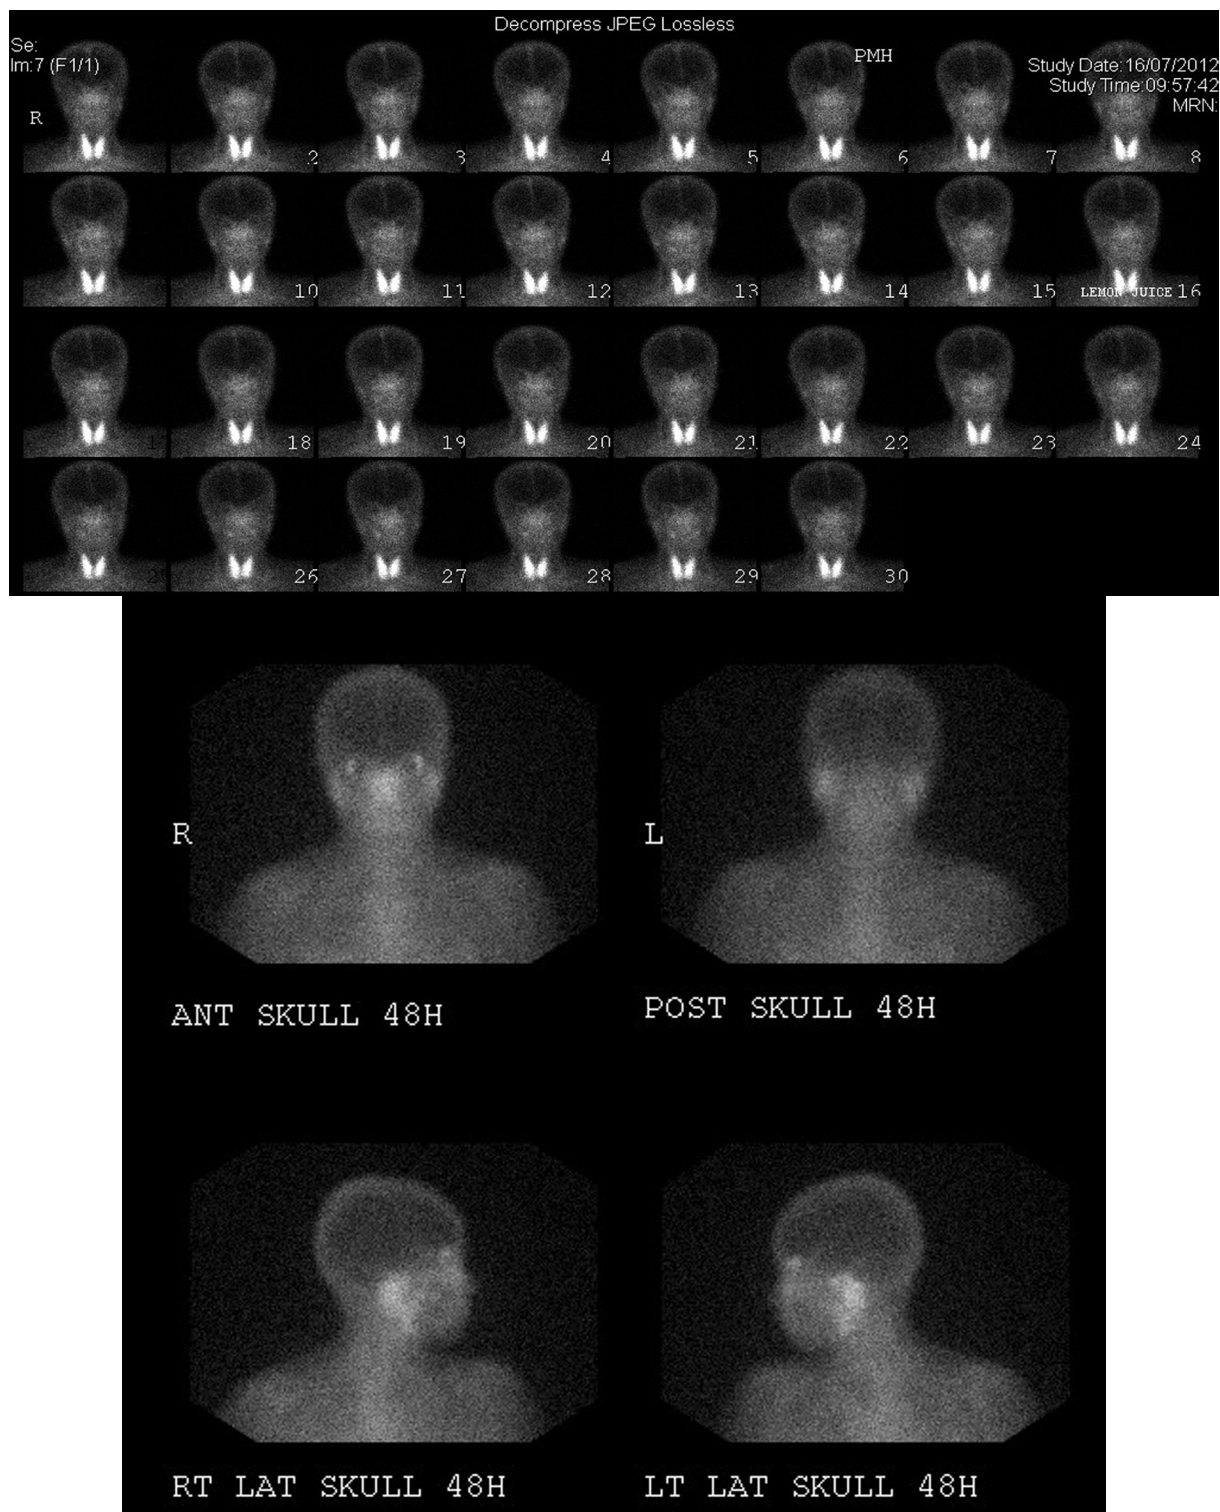 Decompress JPEG Lossless
Se:
Im:7 (F1/1)
PMH
Study Date:16/07/2012
Study Time:09:57:42
MRN:
R
2 3 4 5 6 7 8
10 11 12 13 14 15 LEMON JUICE 16
18 19 20 21 22 23 24
26 27 28 29 30
R
L
ANT SKULL 48H
POST SKULL 48H
RT LAT SKULL 48H
LT LAT SKULL 48H